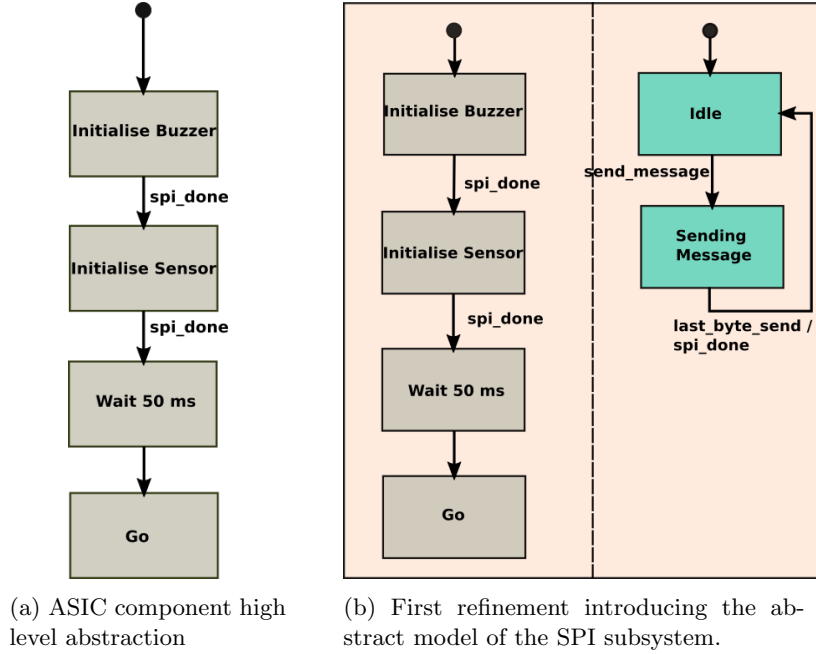 Initialise Buzzer
spi_done
Initialise Sensor
spi_done
Wait 50 ms
Go
(a) ASIC component high
level abstraction
Initialise Buzzer
spi_done
Initialise Sensor
spi_done
Wait 50 ms
Go
Idle
send_message
Sending
Message
last_byte_send /
spi_done
(b) First refinement introducing the ab-
stract model of the SPI subsystem.